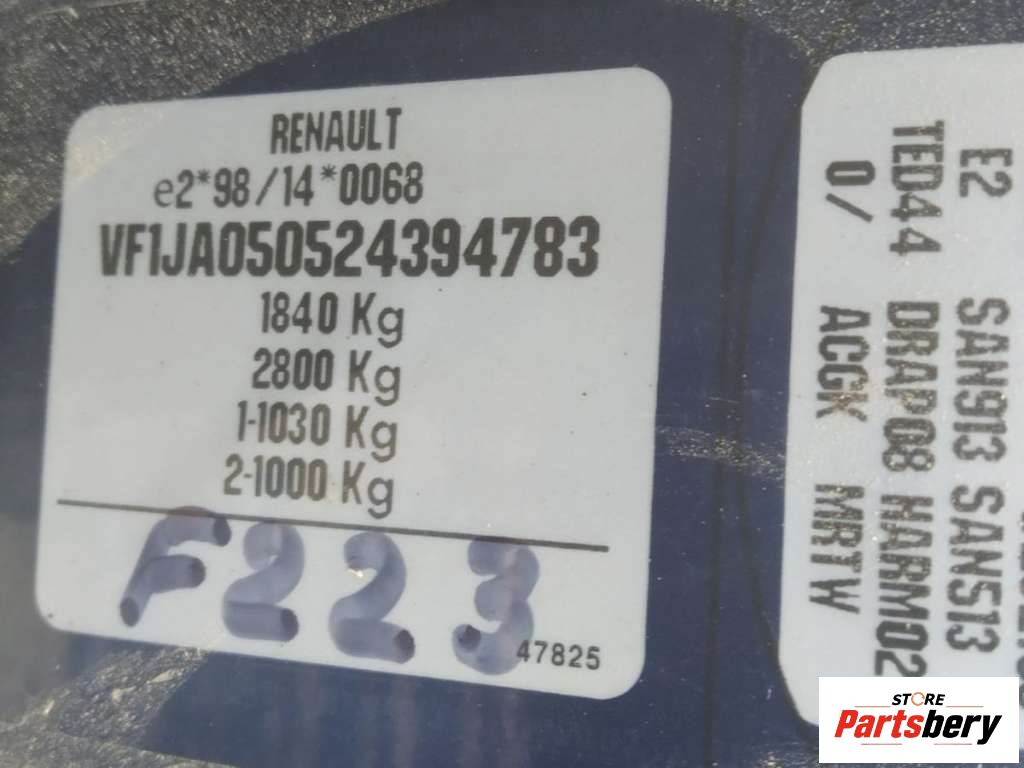 RENAULT
e2*98/14*0068
VF1JA050524394783
1840 Kg
2800 Kg
1-1030 Kg
2-1000 Kg
F223
47825
E2 SAN913 SAN513
TED44 DRAP08 HARM02
0/ ACGK MRTW
STORE
Partsbery